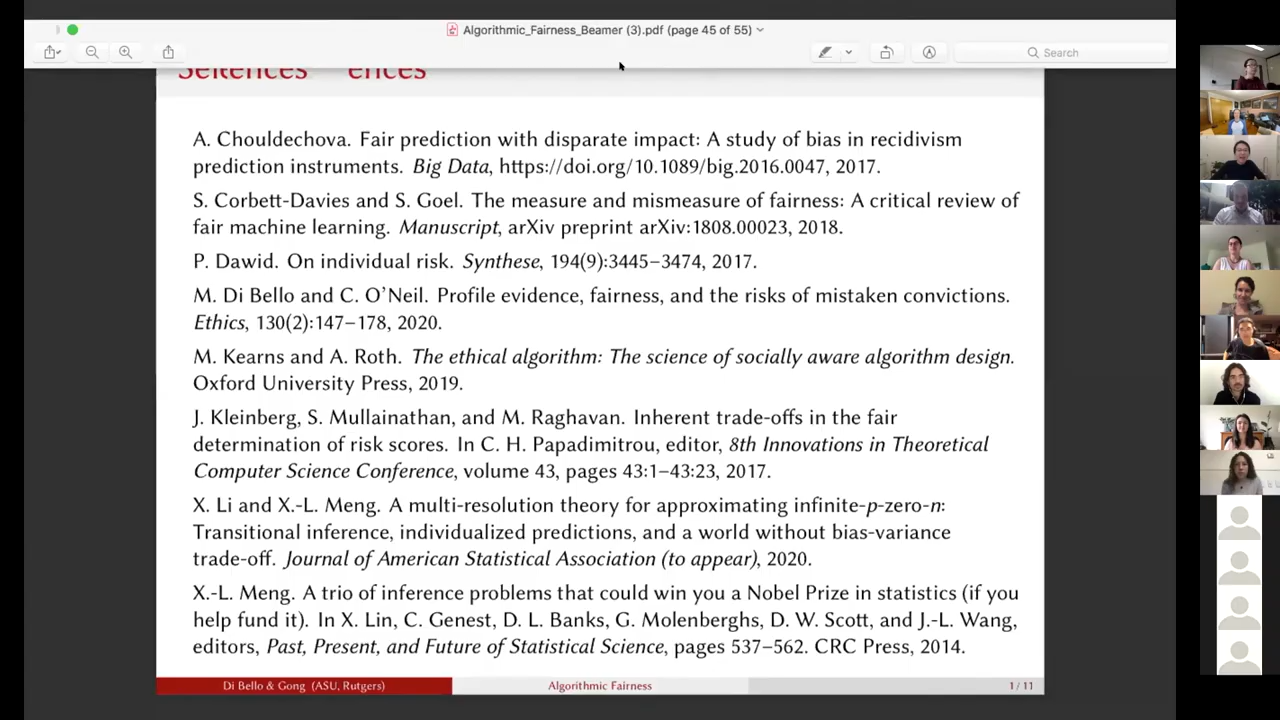 Algorithmic_Fairness_Beamer (3).pdf (page 45 of 55)
Search
A. Chouldechova. Fair prediction with disparate impact: A study of bias in recidivism
prediction instruments. Big Data, https://doi.org/10.1089/big.2016.0047, 2017.
S. Corbett-Davies and S. Goel. The measure and mismeasure of fairness: A critical review of
fair machine learning. Manuscript, arXiv preprint arXiv:1808.00023, 2018.
P. Dawid. On individual risk. Synthese, 194(9):3445–3474, 2017.
M. Di Bello and C. O'Neil. Profile evidence, fairness, and the risks of mistaken convictions.
Ethics, 130(2):147–178, 2020.
M. Kearns and A. Roth. The ethical algorithm: The science of socially aware algorithm design.
Oxford University Press, 2019.
J. Kleinberg, S. Mullainathan, and M. Raghavan. Inherent trade-offs in the fair
determination of risk scores. In C. H. Papadimitrou, editor, 8th Innovations in Theoretical
Computer Science Conference, volume 43, pages 43:1–43:23, 2017.
X. Li and X.-L. Meng. A multi-resolution theory for approximating infinite-p-zero-n:
Transitional inference, individualized predictions, and a world without bias-variance
trade-off. Journal of American Statistical Association (to appear), 2020.
X.-L. Meng. A trio of inference problems that could win you a Nobel Prize in statistics (if you
help fund it). In X. Lin, C. Genest, D. L. Banks, G. Molenberghs, D. W. Scott, and J.-L. Wang,
editors, Past, Present, and Future of Statistical Science, pages 537–562. CRC Press, 2014.
Di Bello & Gong (ASU, Rutgers)
Algorithmic Fairness
1 / 11